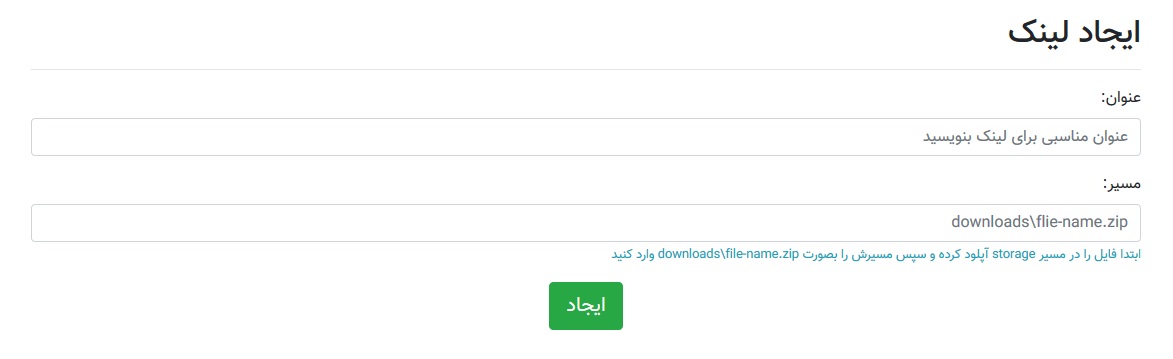 ایجاد لینک
عنوان:
عنوان مناسبی برای لینک بنویسید
مسیر:
downloads\flie-name.zip
ابتدا فایل را در مسیر storage آپلود کرده و سپس مسیرش را بصورت downloads\file-name.zip وارد کنید
ایجاد